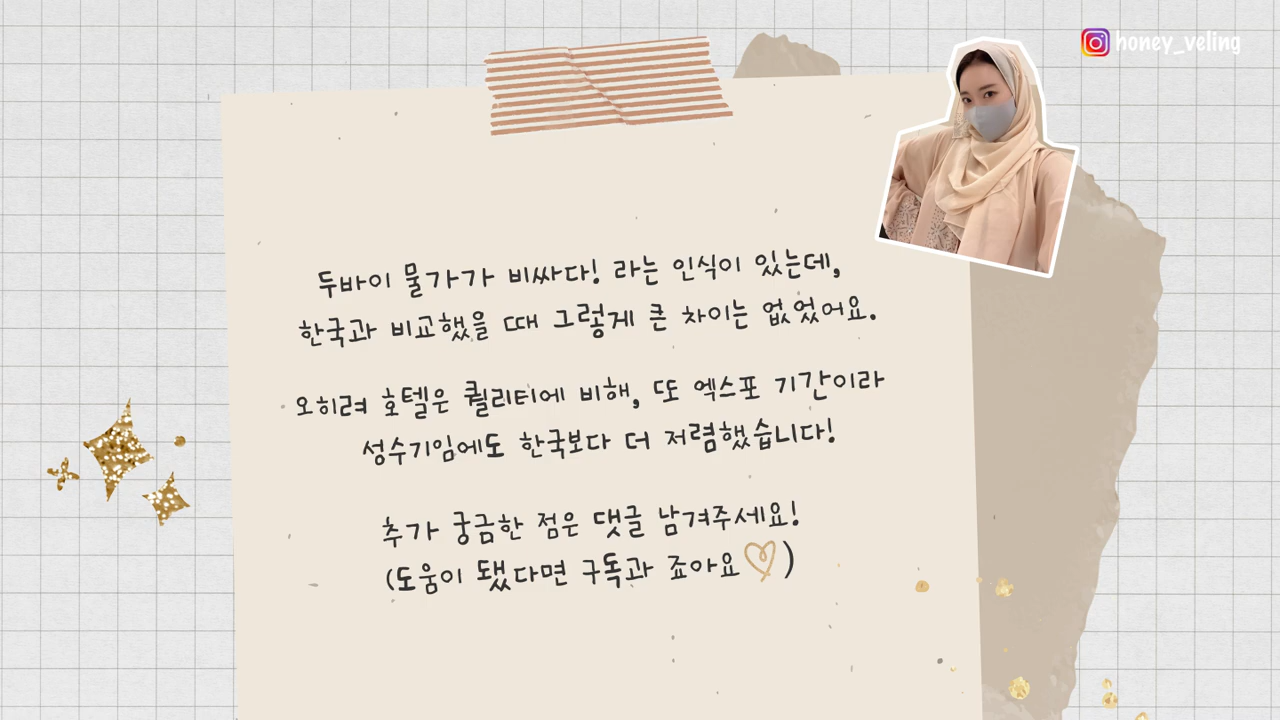 honey_veling
두바이 물가가 비싸다! 라는 인식이 있는데,
한국과 비교했을 때 그렇게 큰 차이는 없었어요.
오히려 호텔은 퀄리티에 비해, 또 엑스포 기간이라
성수기임에도 한국보다 더 저렴했습니다!
추가 궁금한 점은 댓글 남겨주세요!
(도움이 됐다면 구독과 죠아요♡)